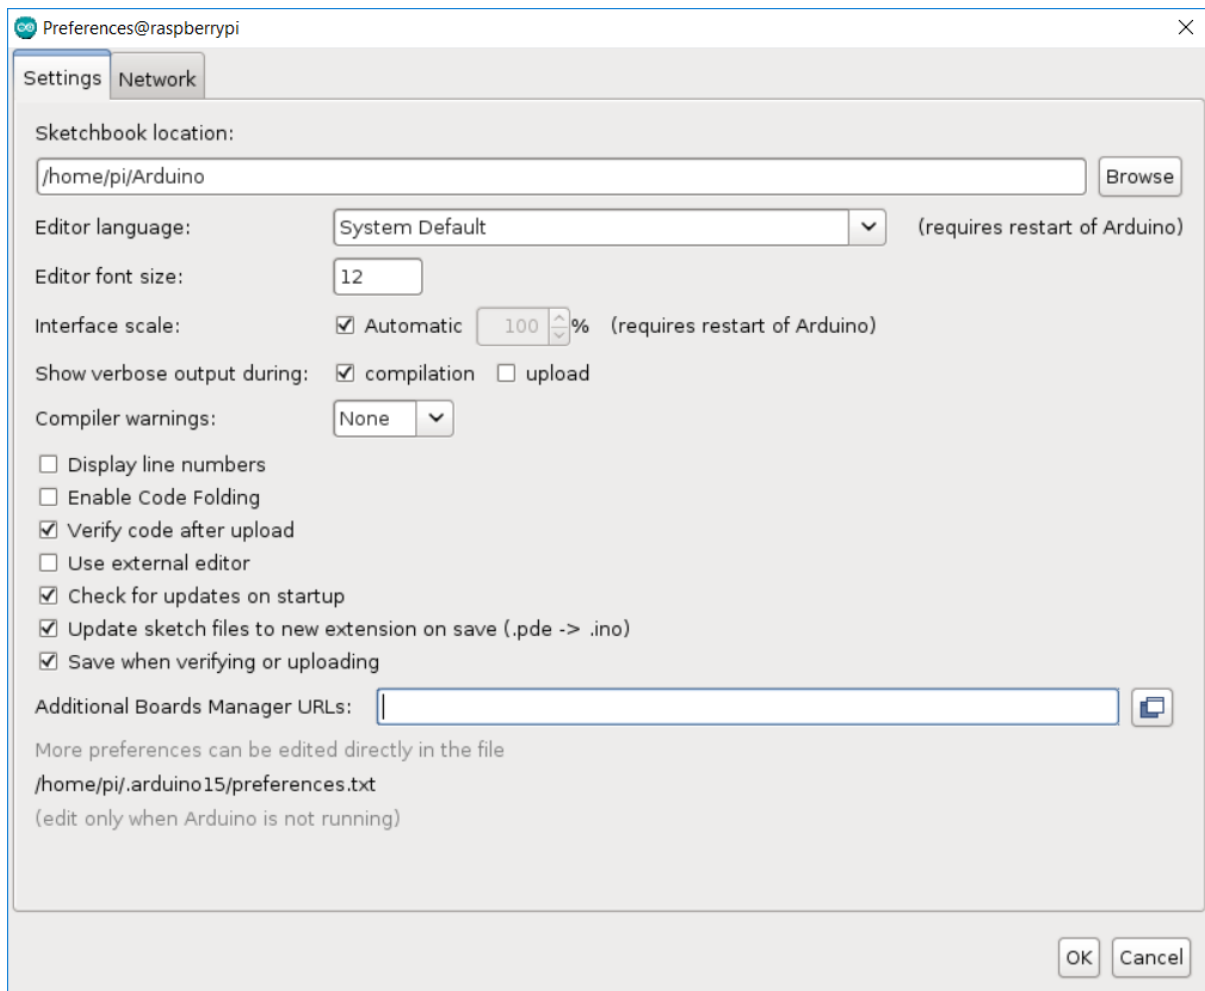 Preferences@raspberrypi
Settings Network
Sketchbook location:
/home/pi/Arduino Browse
Editor language: System Default (requires restart of Arduino)
Editor font size: 12
Interface scale: Automatic 100 % (requires restart of Arduino)
Show verbose output during: compilation upload
Compiler warnings: None
Display line numbers
Enable Code Folding
Verify code after upload
Use external editor
Check for updates on startup
Update sketch files to new extension on save (.pde -> .ino)
Save when verifying or uploading
Additional Boards Manager URLs:
More preferences can be edited directly in the file
/home/pi/.arduino15/preferences.txt
(edit only when Arduino is not running)
OK Cancel